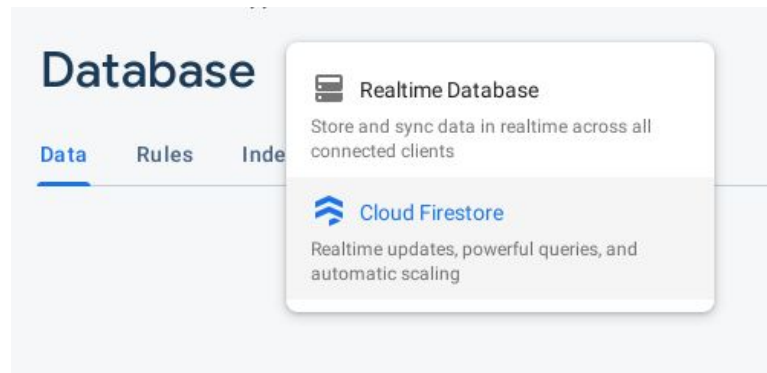 Database
Realtime Database
Store and sync data in realtime across all
connected clients
Data Rules Inde
Cloud Firestore
Realtime updates, powerful queries, and
automatic scaling